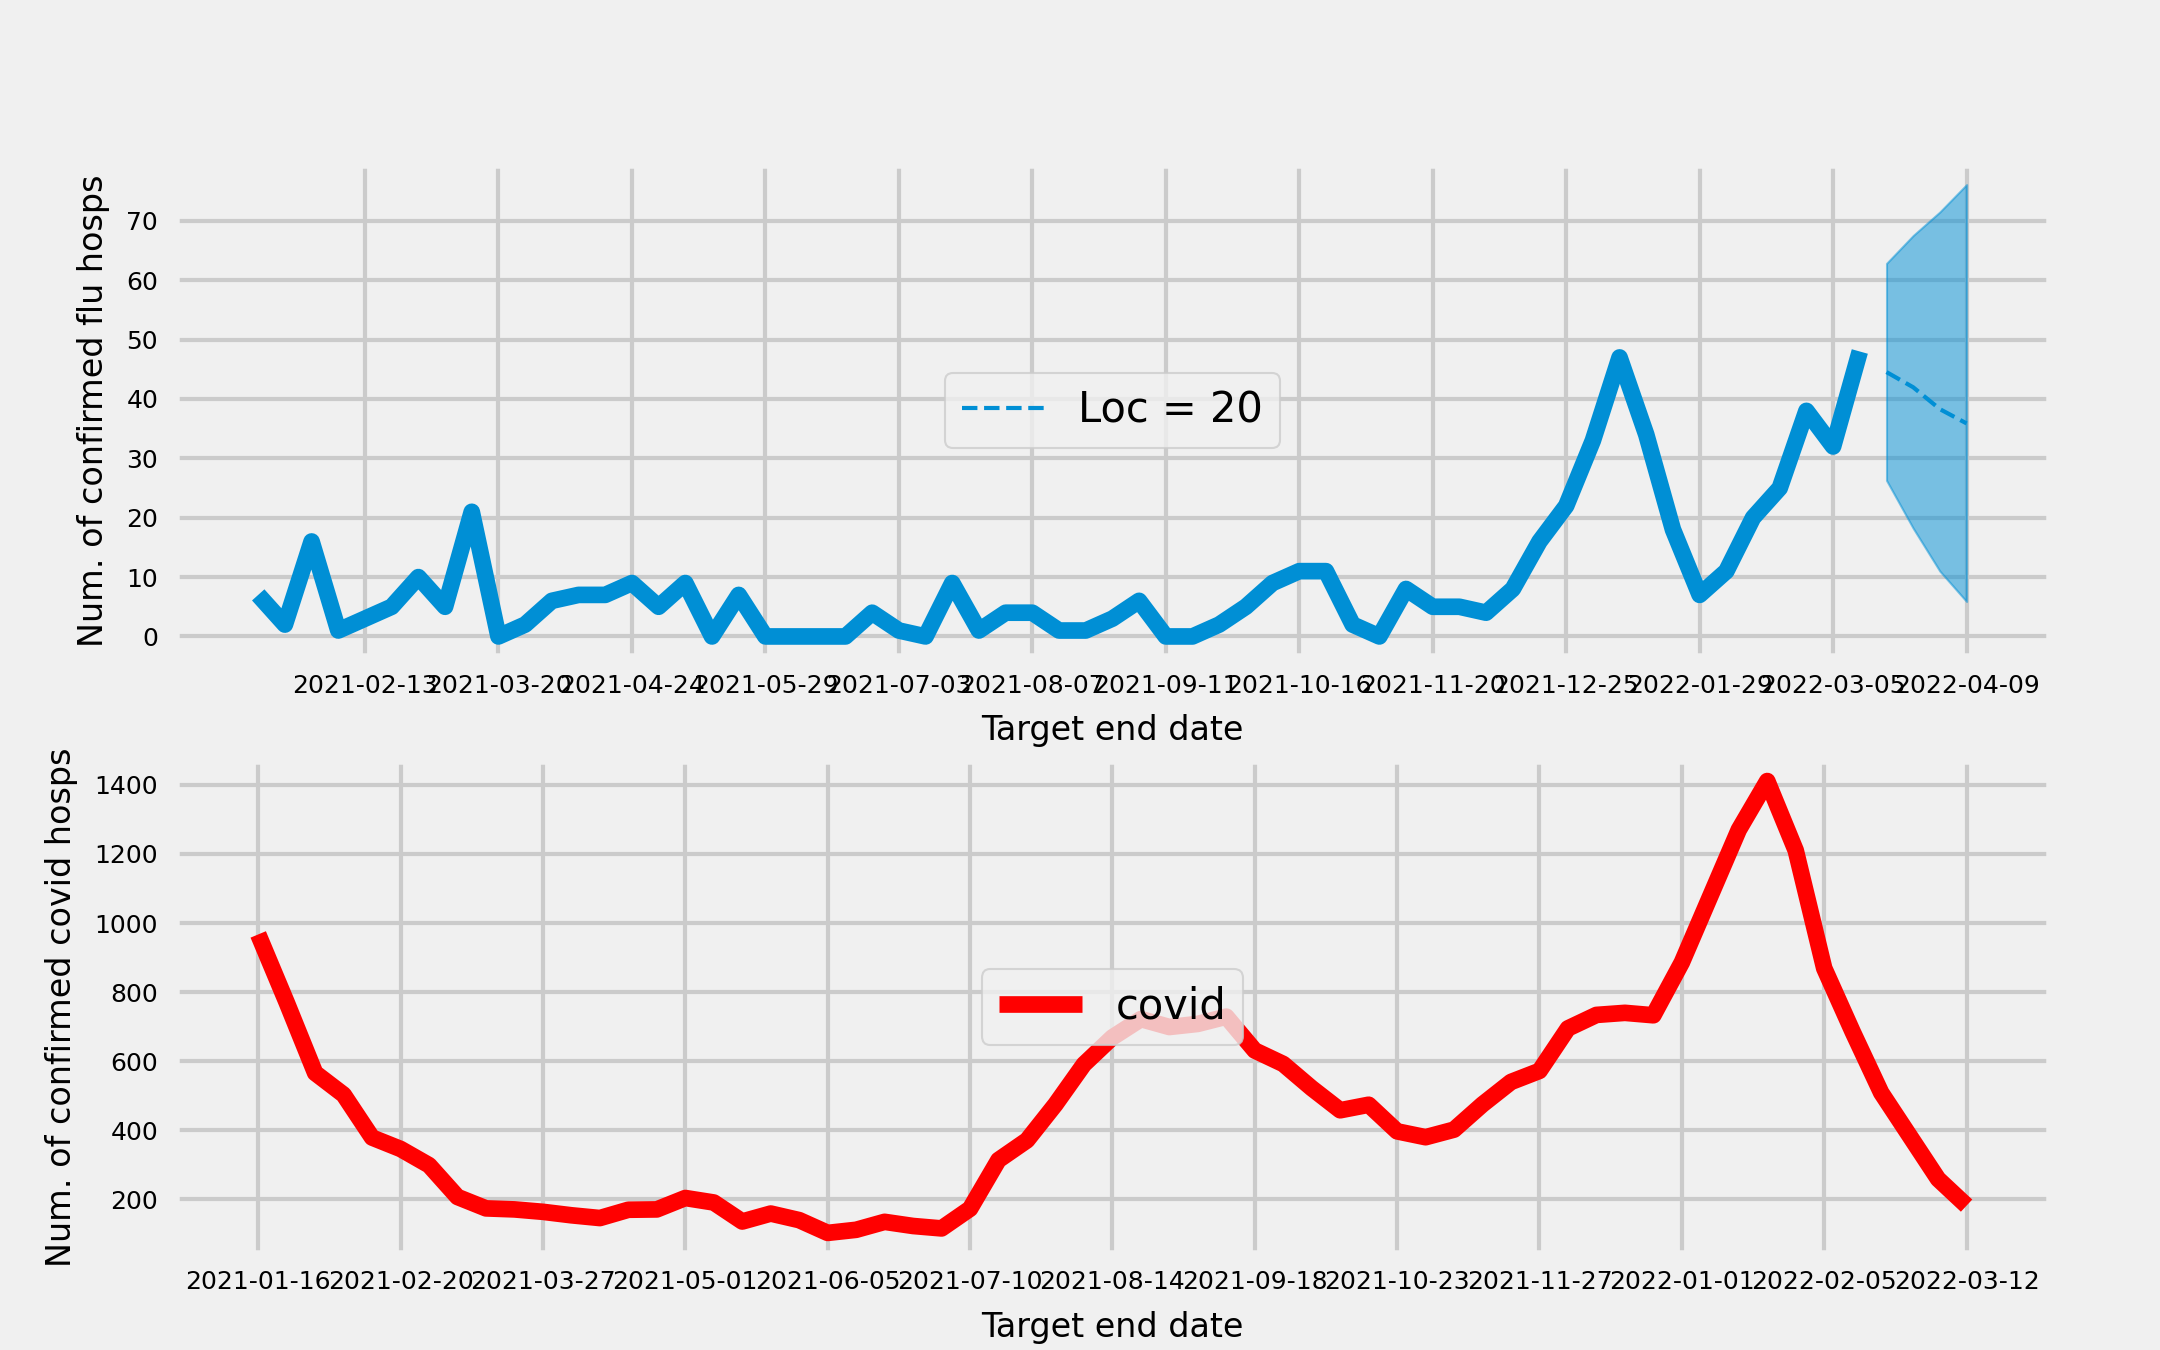 Num. of confirmed flu hosps
70
60
50
40
30
20
10
0
Loc = 20
2021-02-13 2021-03-20 2021-04-24 2021-05-29 2021-07-03 2021-08-07 2021-09-11 2021-10-16 2021-11-20 2021-12-25 2022-01-29 2022-03-05 2022-04-09
Target end date
Num. of confirmed covid hosps
1400
1200
1000
800
600
400
200
covid
2021-01-16 2021-02-20 2021-03-27 2021-05-01 2021-06-05 2021-07-10 2021-08-14 2021-09-18 2021-10-23 2021-11-27 2022-01-01 2022-02-05 2022-03-12
Target end date